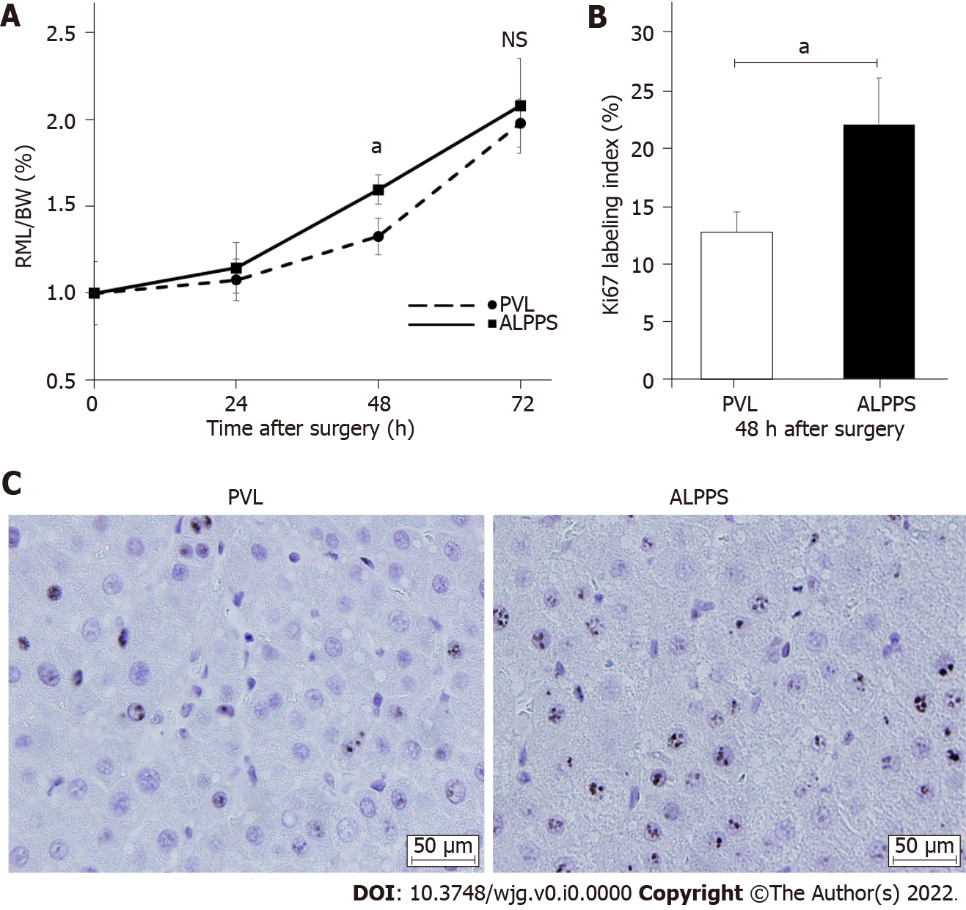 A
2.5
2.0
1.5
1.0
0.5
RML/BW (%)
NS
a
PVL
ALPPS
0 24 48 72
Time after surgery (h)
B
30
25
20
15
10
5
0
Ki67 labeling index (%)
a
PVL ALPPS
48 h after surgery
C
PVL ALPPS
50 µm 50 µm
DOI: 10.3748/wjg.v0.i0.0000 Copyright ©The Author(s) 2022.